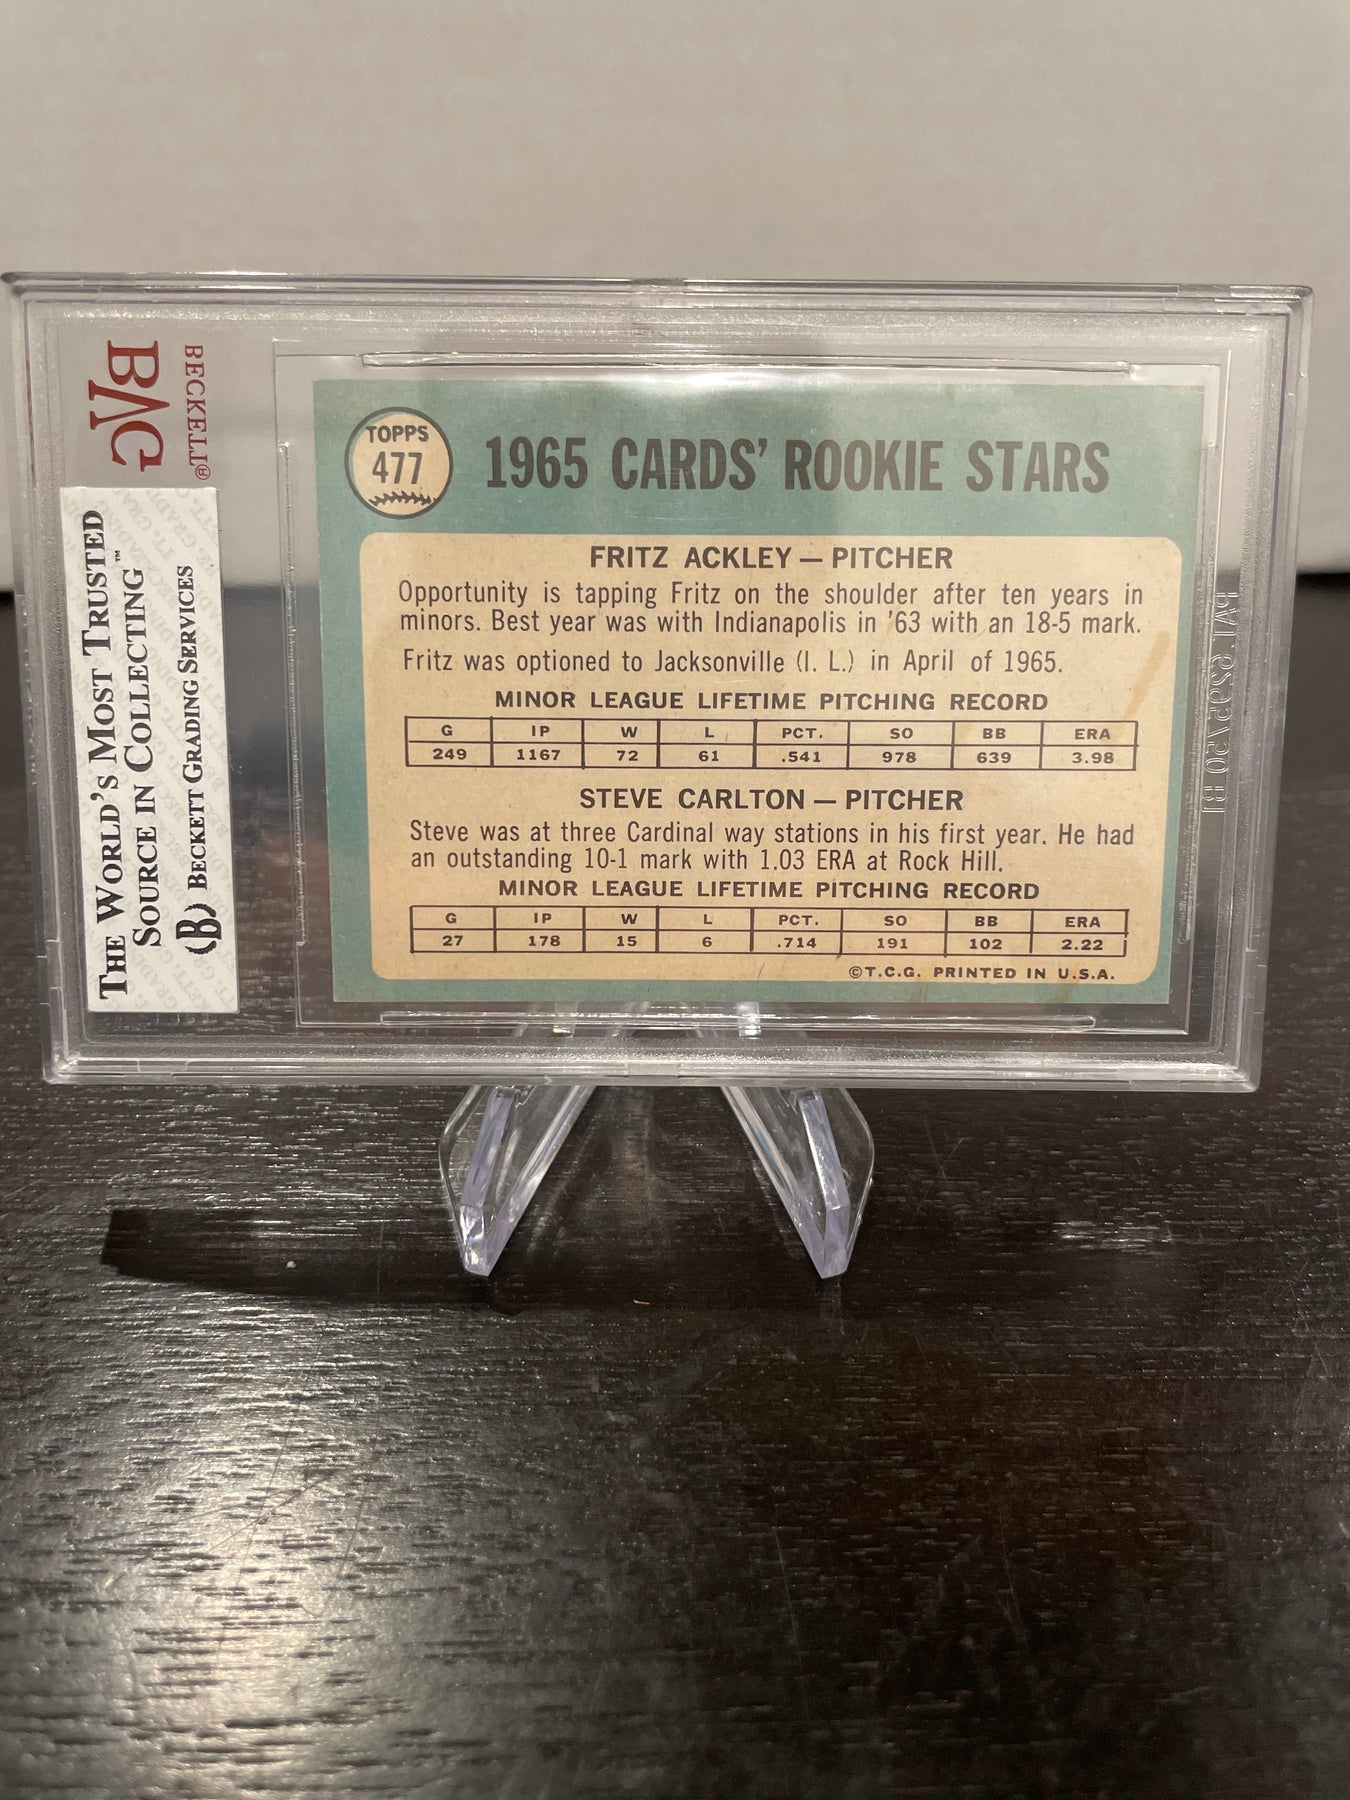 BECKETT®
BVG
THE WORLD'S MOST TRUSTED
SOURCE IN COLLECTING™
(B) BECKETT GRADING SERVICES
TOPPS
477
1965 CARDS' ROOKIE STARS
FRITZ ACKLEY — PITCHER
Opportunity is tapping Fritz on the shoulder after ten years in
minors. Best year was with Indianapolis in '63 with an 18-5 mark.
Fritz was optioned to Jacksonville (I. L.) in April of 1965.
MINOR LEAGUE LIFETIME PITCHING RECORD
G IP W L PCT. SO BB ERA
249 1167 72 61 .541 978 639 3.98
STEVE CARLTON — PITCHER
Steve was at three Cardinal way stations in his first year. He had
an outstanding 10-1 mark with 1.03 ERA at Rock Hill.
MINOR LEAGUE LIFETIME PITCHING RECORD
G IP W L PCT. SO BB ERA
27 178 15 6 .714 191 102 2.22
©T.C.G. PRINTED IN U.S.A.